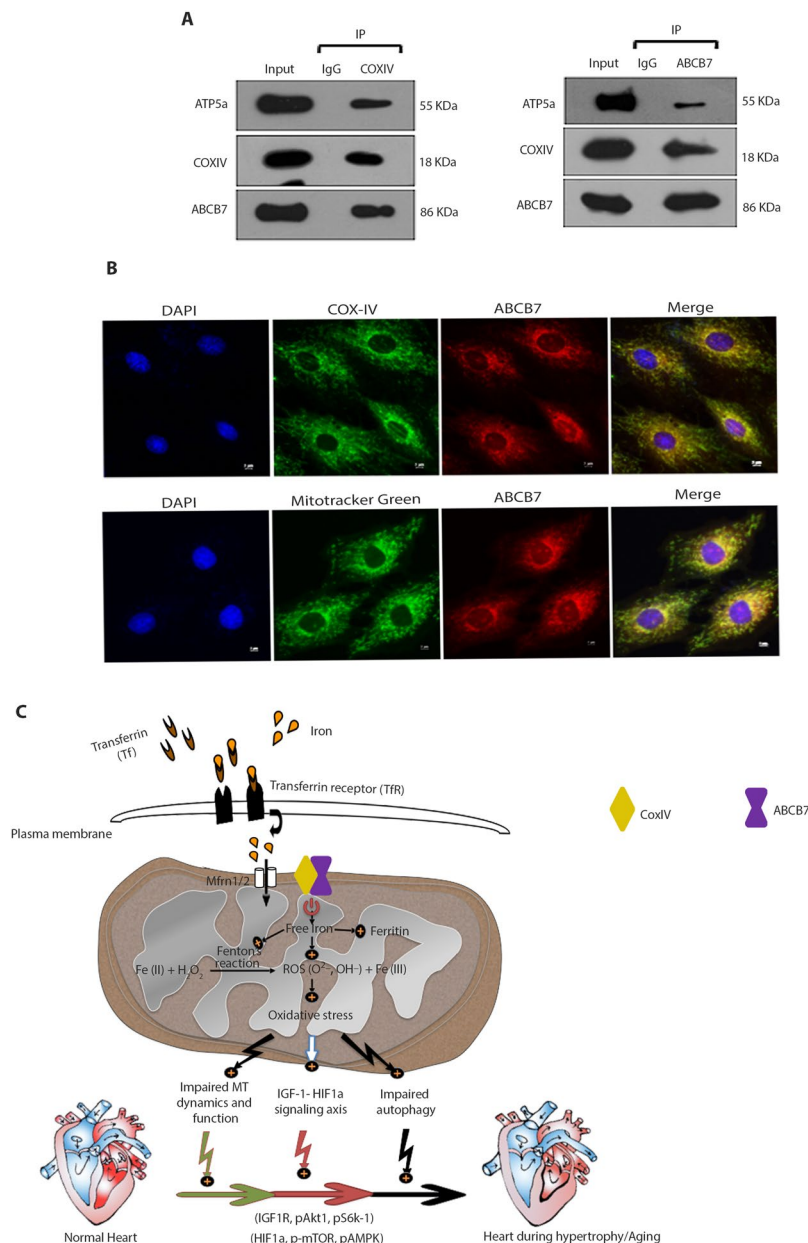 A
IP
Input IgG COXIV
ATP5a 55 KDa
COXIV 18 KDa
ABCB7 86 KDa
IP
Input IgG ABCB7
ATP5a 55 KDa
COXIV 18 KDa
ABCB7 86 KDa
B
DAPI COX-IV ABCB7 Merge
DAPI Mitotracker Green ABCB7 Merge
C
Transferrin
(Tf)
Iron
Transferrin receptor (TfR)
Plasma membrane
CoxIV
ABCB7
Mfrn1/2
Free Iron
Ferritin
Fenton's
reaction
Fe (II) + H₂O₂
ROS (O²⁻, OH⁻) + Fe (III)
Oxidative stress
Impaired MT
dynamics and
function
IGF-1- HIF1a
signaling axis
Impaired
autophagy
(IGF1R, pAkt1, pS6k-1)
(HIF1a, p-mTOR, pAMPK)
Normal Heart
Heart during hypertrophy/Aging